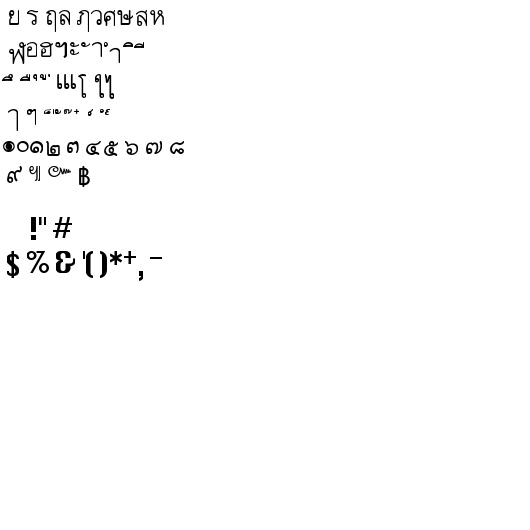 ย ร ฤล ฦวศษสห
ฬอฮฯะ ั า ำ ิ ี
 ึ ื ุ ู ฺ เแโ ใไ
ๅ ๆ ็ ่ ้ ๊ ๋ ์ ํ ๎
๏๐๑๒ ๓ ๔๕ ๖ ๗ ๘
๙ ๚ ๛ ฿
!" #
$ % & '( )*+, -